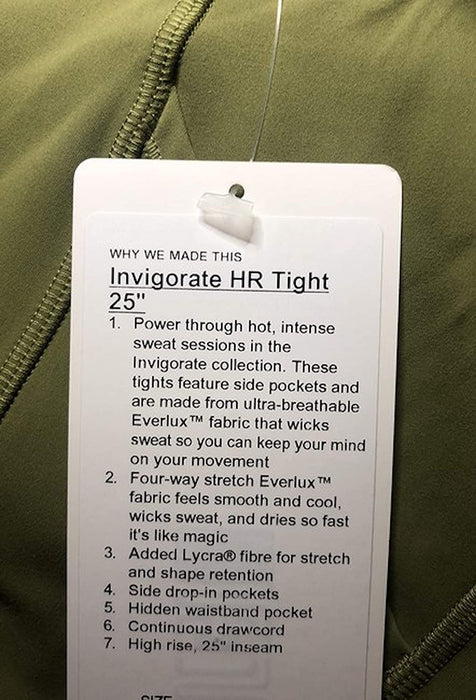 WHY WE MADE THIS
Invigorate HR Tight
25"
1. Power through hot, intense
sweat sessions in the
Invigorate collection. These
tights feature side pockets and
are made from ultra-breathable
Everlux™ fabric that wicks
sweat so you can keep your mind
on your movement
2. Four-way stretch Everlux™
fabric feels smooth and cool,
wicks sweat, and dries so fast
it's like magic
3. Added Lycra® fibre for stretch
and shape retention
4. Side drop-in pockets
5. Hidden waistband pocket
6. Continuous drawcord
7. High rise, 25" inseam
SIZE